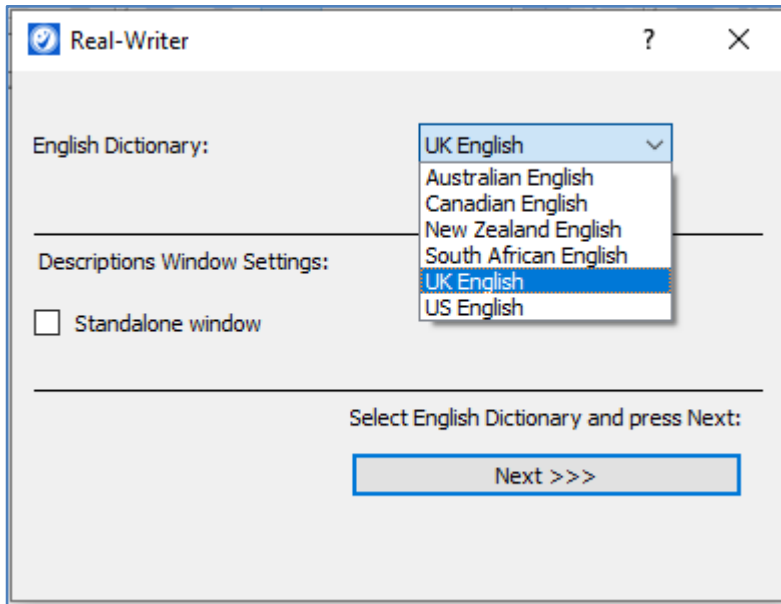 Real-Writer ? ✕
English Dictionary: UK English
Australian English
Canadian English
New Zealand English
South African English
UK English
US English
Descriptions Window Settings:
Standalone window
Select English Dictionary and press Next:
Next >>>